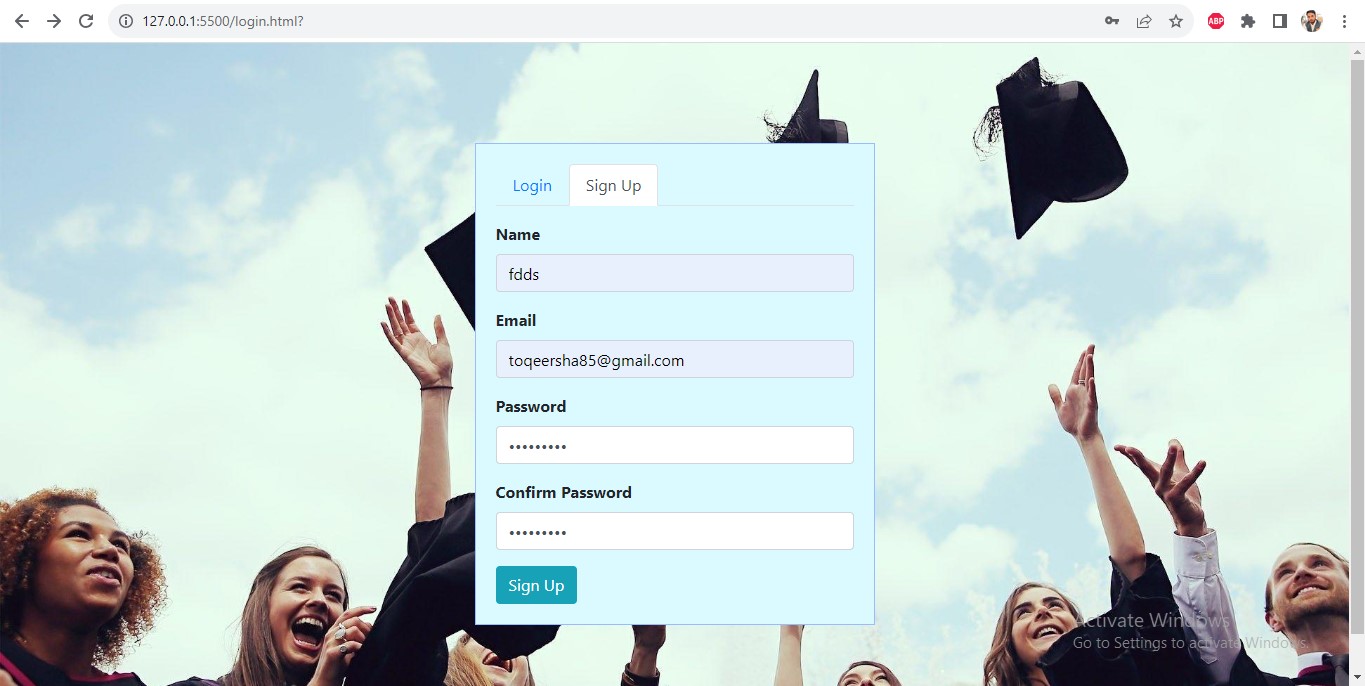 127.0.0.1:5500/login.html?
ABP
Login Sign Up
Name
fdds
Email
toqeersha85@gmail.com
Password
•••••••••
Confirm Password
•••••••••
Sign Up
Activate Windows
Go to Settings to activate Windows.